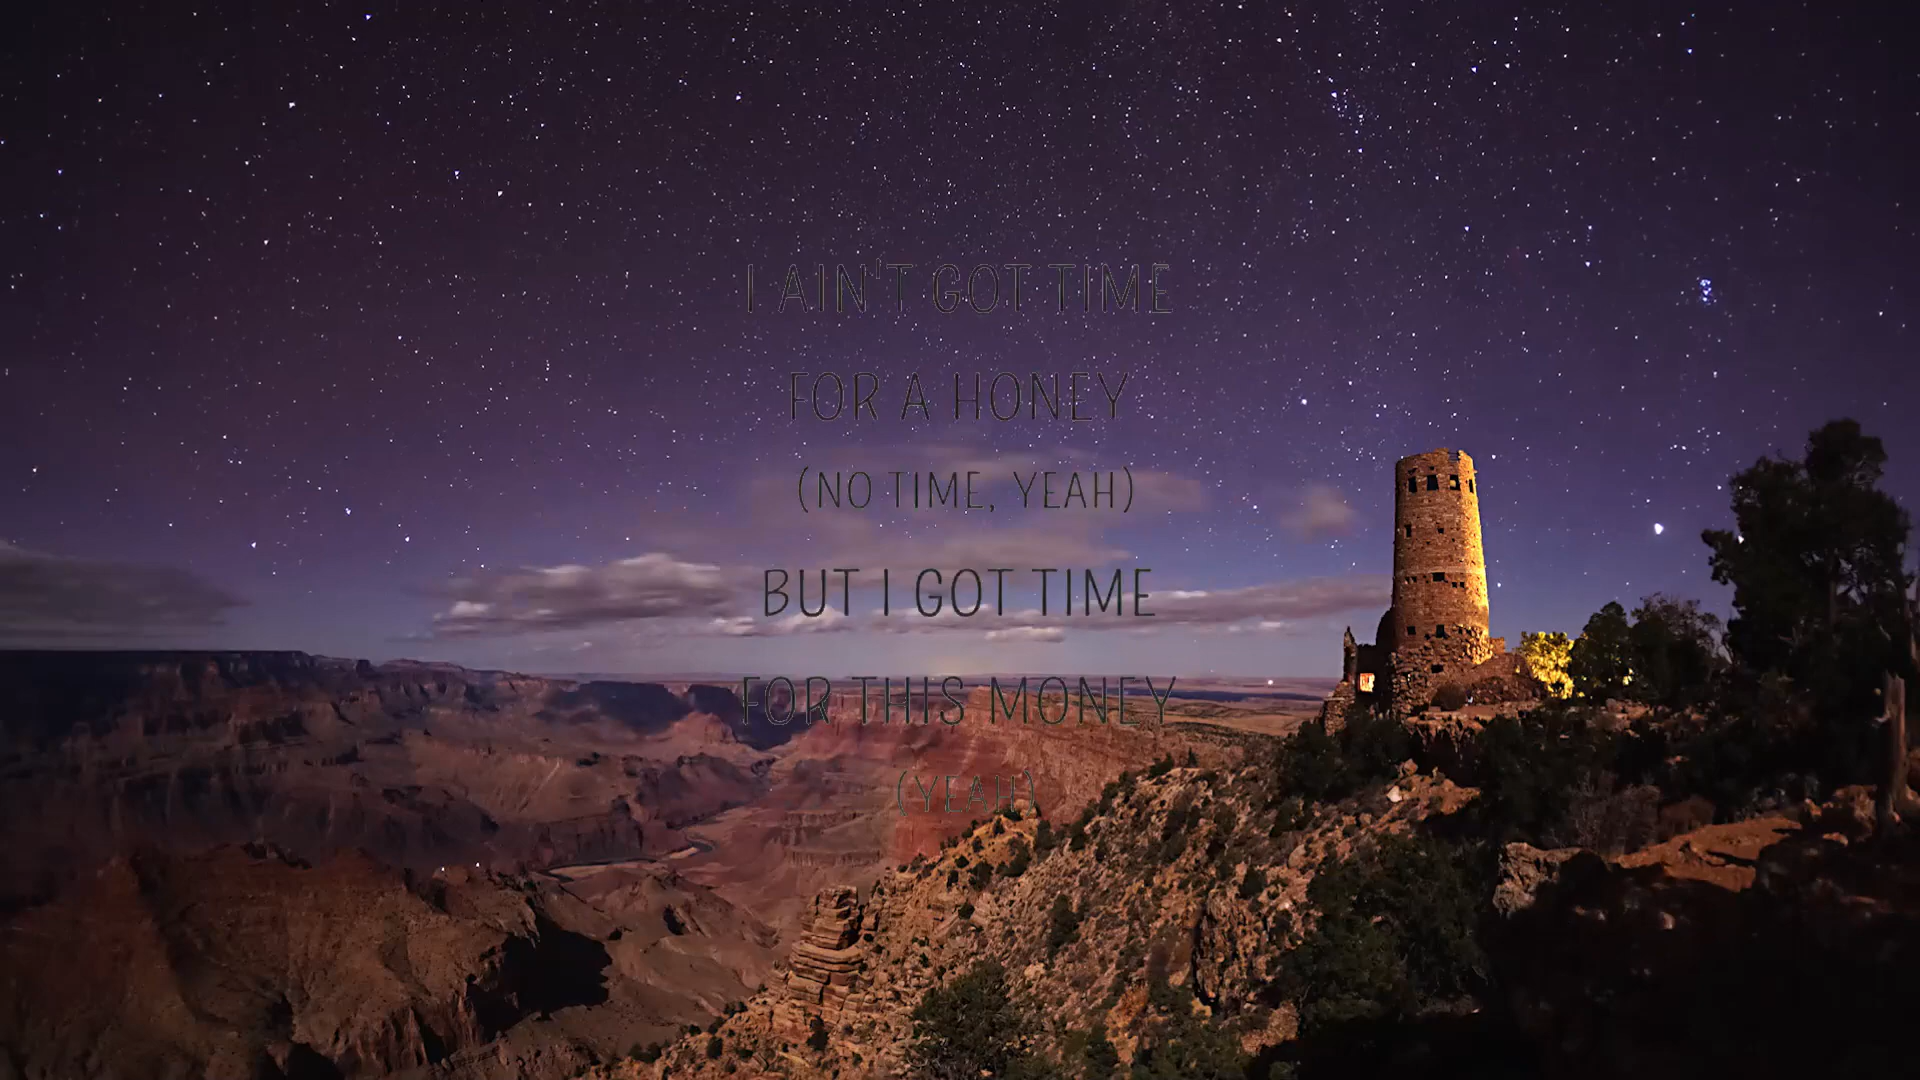 I AIN'T GOT TIME
FOR A HONEY
(NO TIME, YEAH)
BUT I GOT TIME
FOR THIS MONEY
(YEAH)